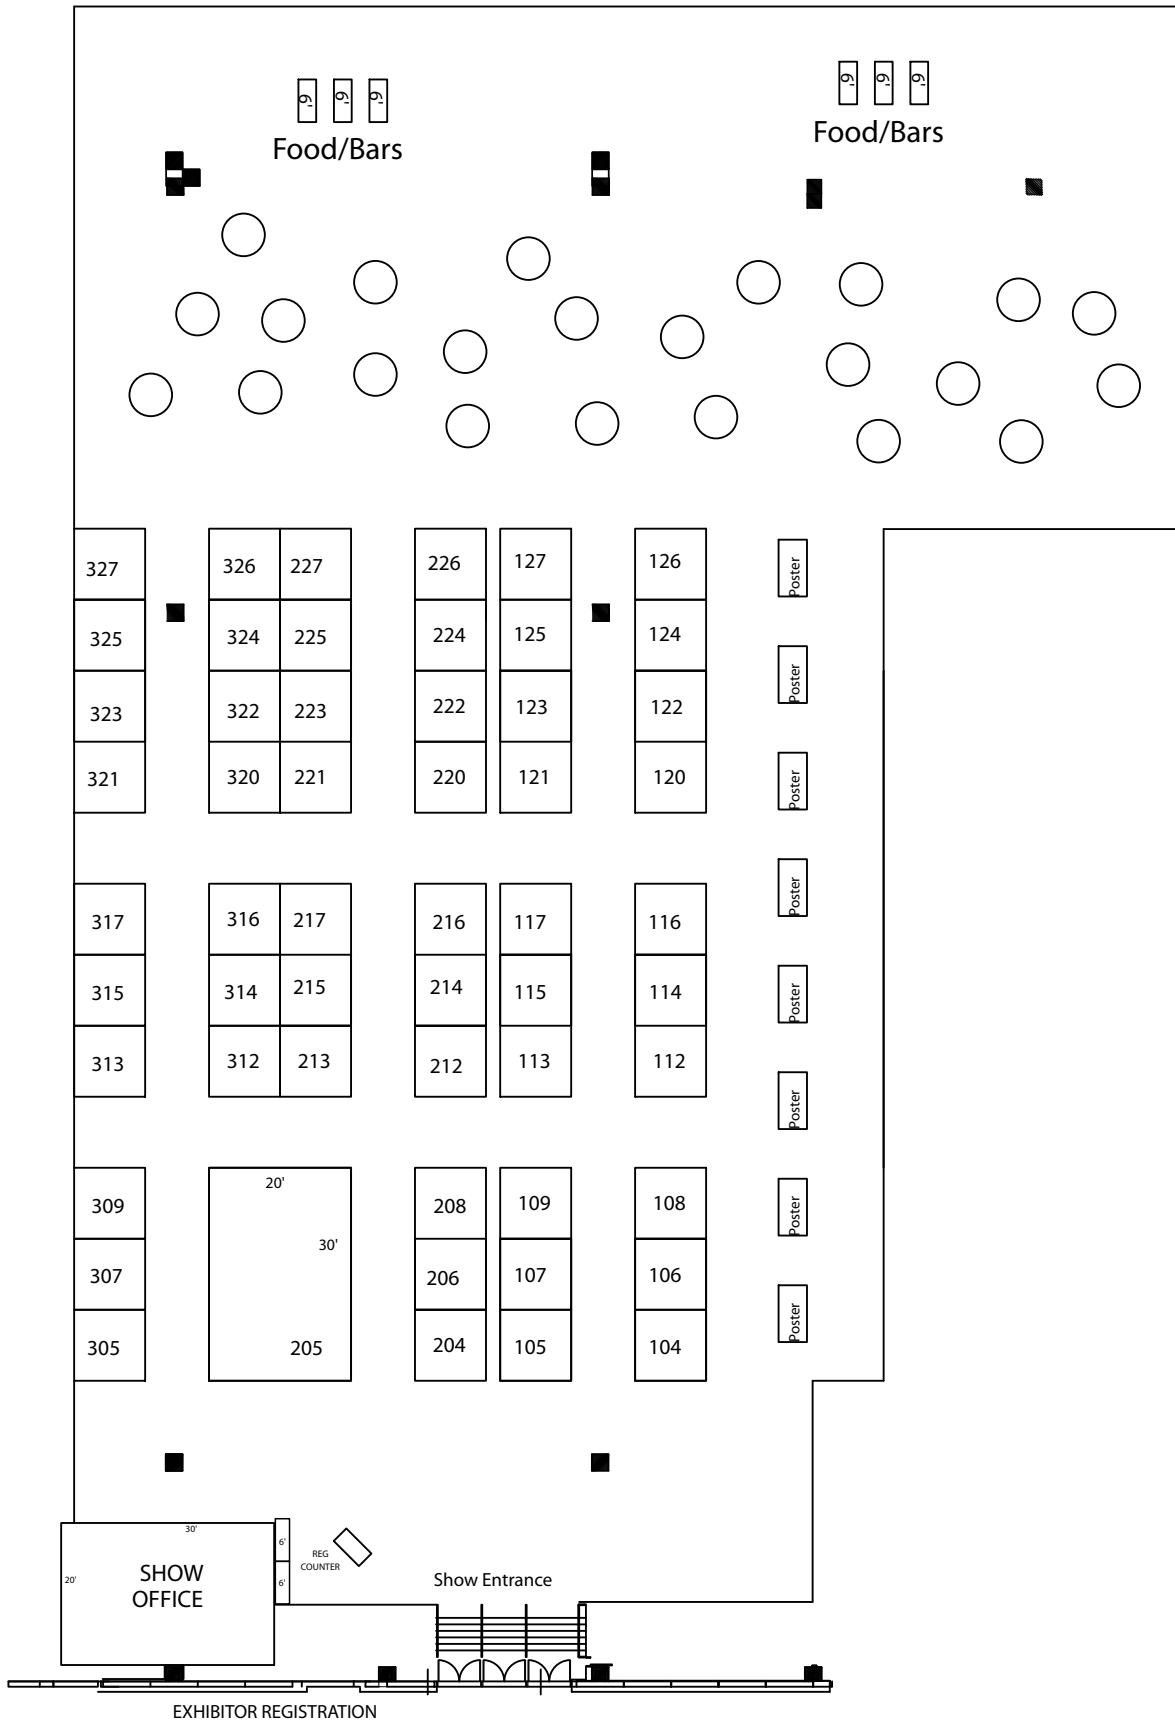 6' 6' 6'
6' 6' 6'
Food/Bars
Food/Bars
327 326 227 226 127 126 Poster
325 324 225 224 125 124 Poster
323 322 223 222 123 122
321 320 221 220 121 120 Poster
Poster
317 316 217 216 117 116
315 314 215 214 115 114 Poster
313 312 213 212 113 112 Poster
20'
309 208 109 108 Poster
30'
307 206 107 106
Poster
305 205 204 105 104
30'
6'
REG
COUNTER
SHOW
OFFICE
20'
6'
Show Entrance
EXHIBITOR REGISTRATION